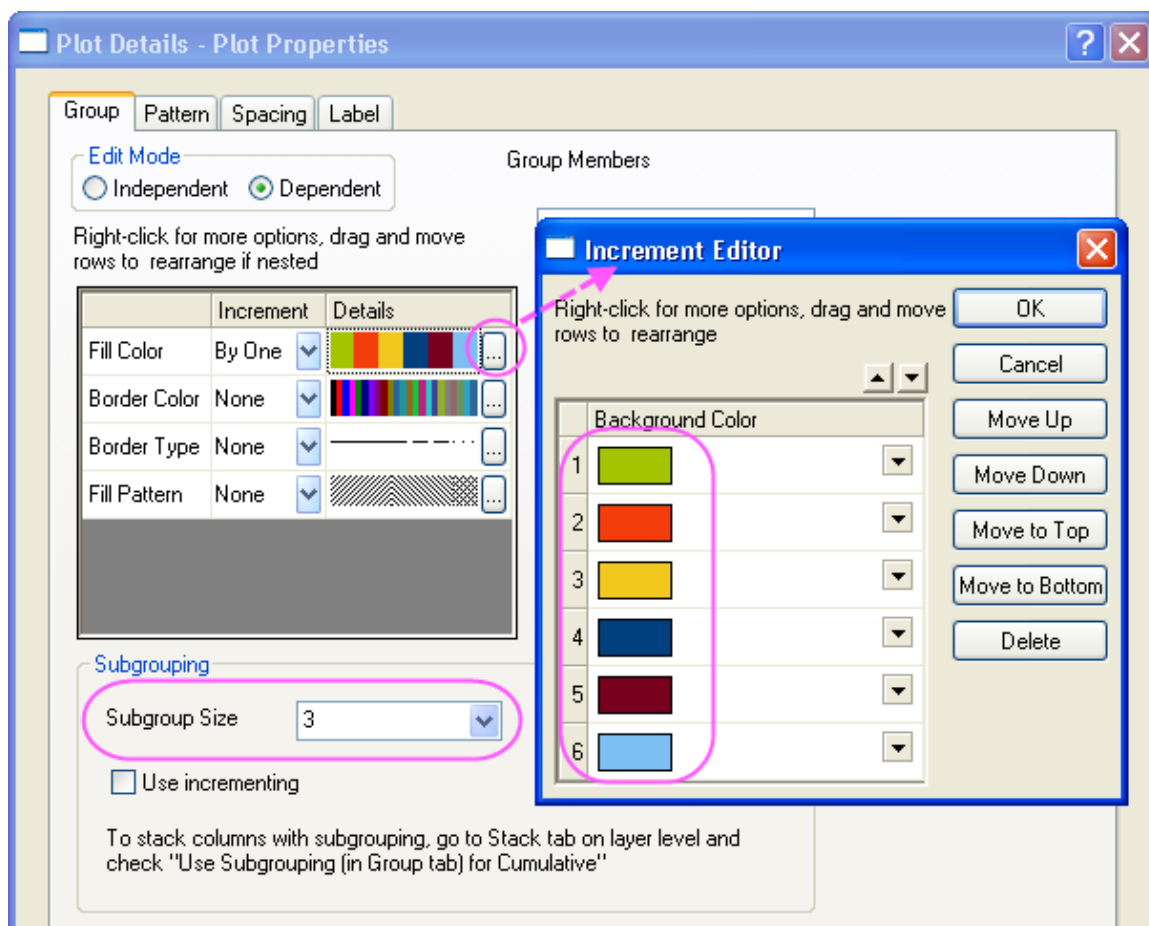 Plot Details - Plot Properties
Group Pattern Spacing Label
Edit Mode
Independent Dependent
Group Members
Right-click for more options, drag and move
rows to rearrange if nested
Increment Details
Fill Color By One ...
Border Color None ...
Border Type None ...
Fill Pattern None ...
Subgrouping
Subgroup Size 3
Use incrementing
To stack columns with subgrouping, go to Stack tab on layer level and
check "Use Subgrouping (in Group tab) for Cumulative"
Increment Editor
Right-click for more options, drag and move
rows to rearrange
Background Color
1
2
3
4
5
6
OK
Cancel
Move Up
Move Down
Move to Top
Move to Bottom
Delete